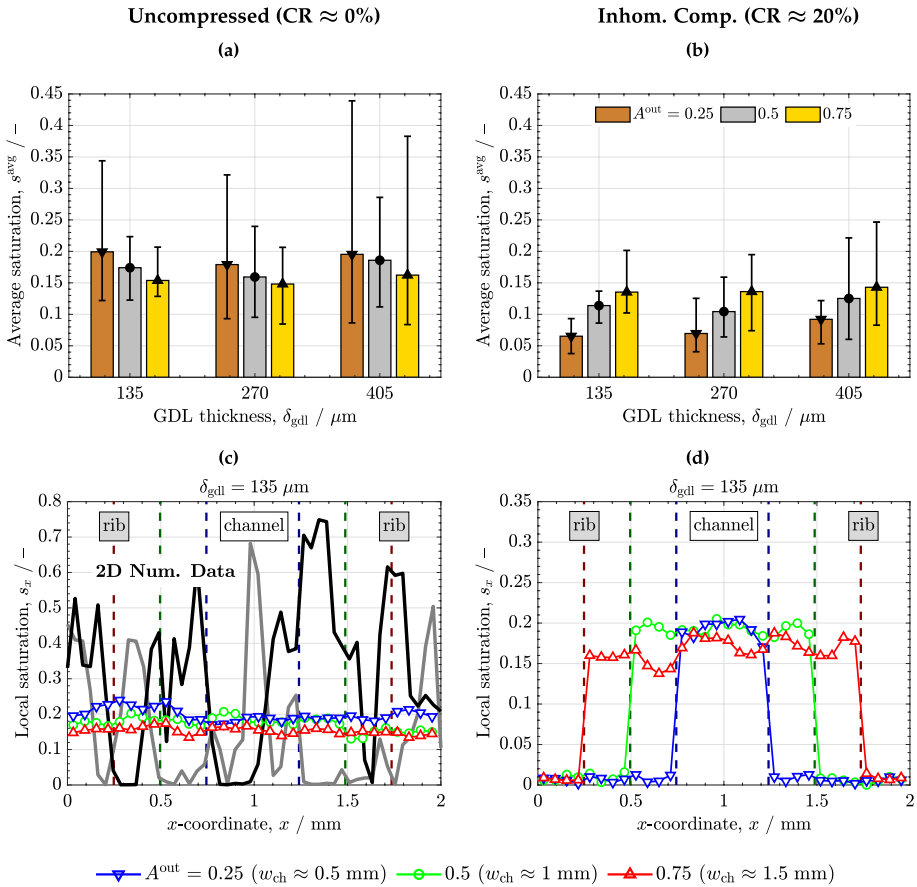 Uncompressed (CR ≈ 0%)
Inhom. Comp. (CR ≈ 20%)
(a)
(b)
0.45
0.4
0.35
0.3
0.25
0.2
0.15
0.1
0.05
0
Average saturation, s^avg / −
135
270
405
GDL thickness, δ_gdl / μm
0.45
0.4
0.35
0.3
0.25
0.2
0.15
0.1
0.05
0
Average saturation, s^avg / −
A^out = 0.25
0.5
0.75
135
270
405
GDL thickness, δ_gdl / μm
(c)
(d)
δ_gdl = 135 μm
0.8
0.7
0.6
0.5
0.4
0.3
0.2
0.1
0
Local saturation, s_x / −
rib
channel
rib
2D Num. Data
0
0.5
1
1.5
2
x-coordinate, x / mm
δ_gdl = 135 μm
0.35
0.3
0.25
0.2
0.15
0.1
0.05
0
Local saturation, s_x / −
rib
channel
rib
0
0.5
1
1.5
2
x-coordinate, x / mm
A^out = 0.25 (w_ch ≈ 0.5 mm)
0.5 (w_ch ≈ 1 mm)
0.75 (w_ch ≈ 1.5 mm)